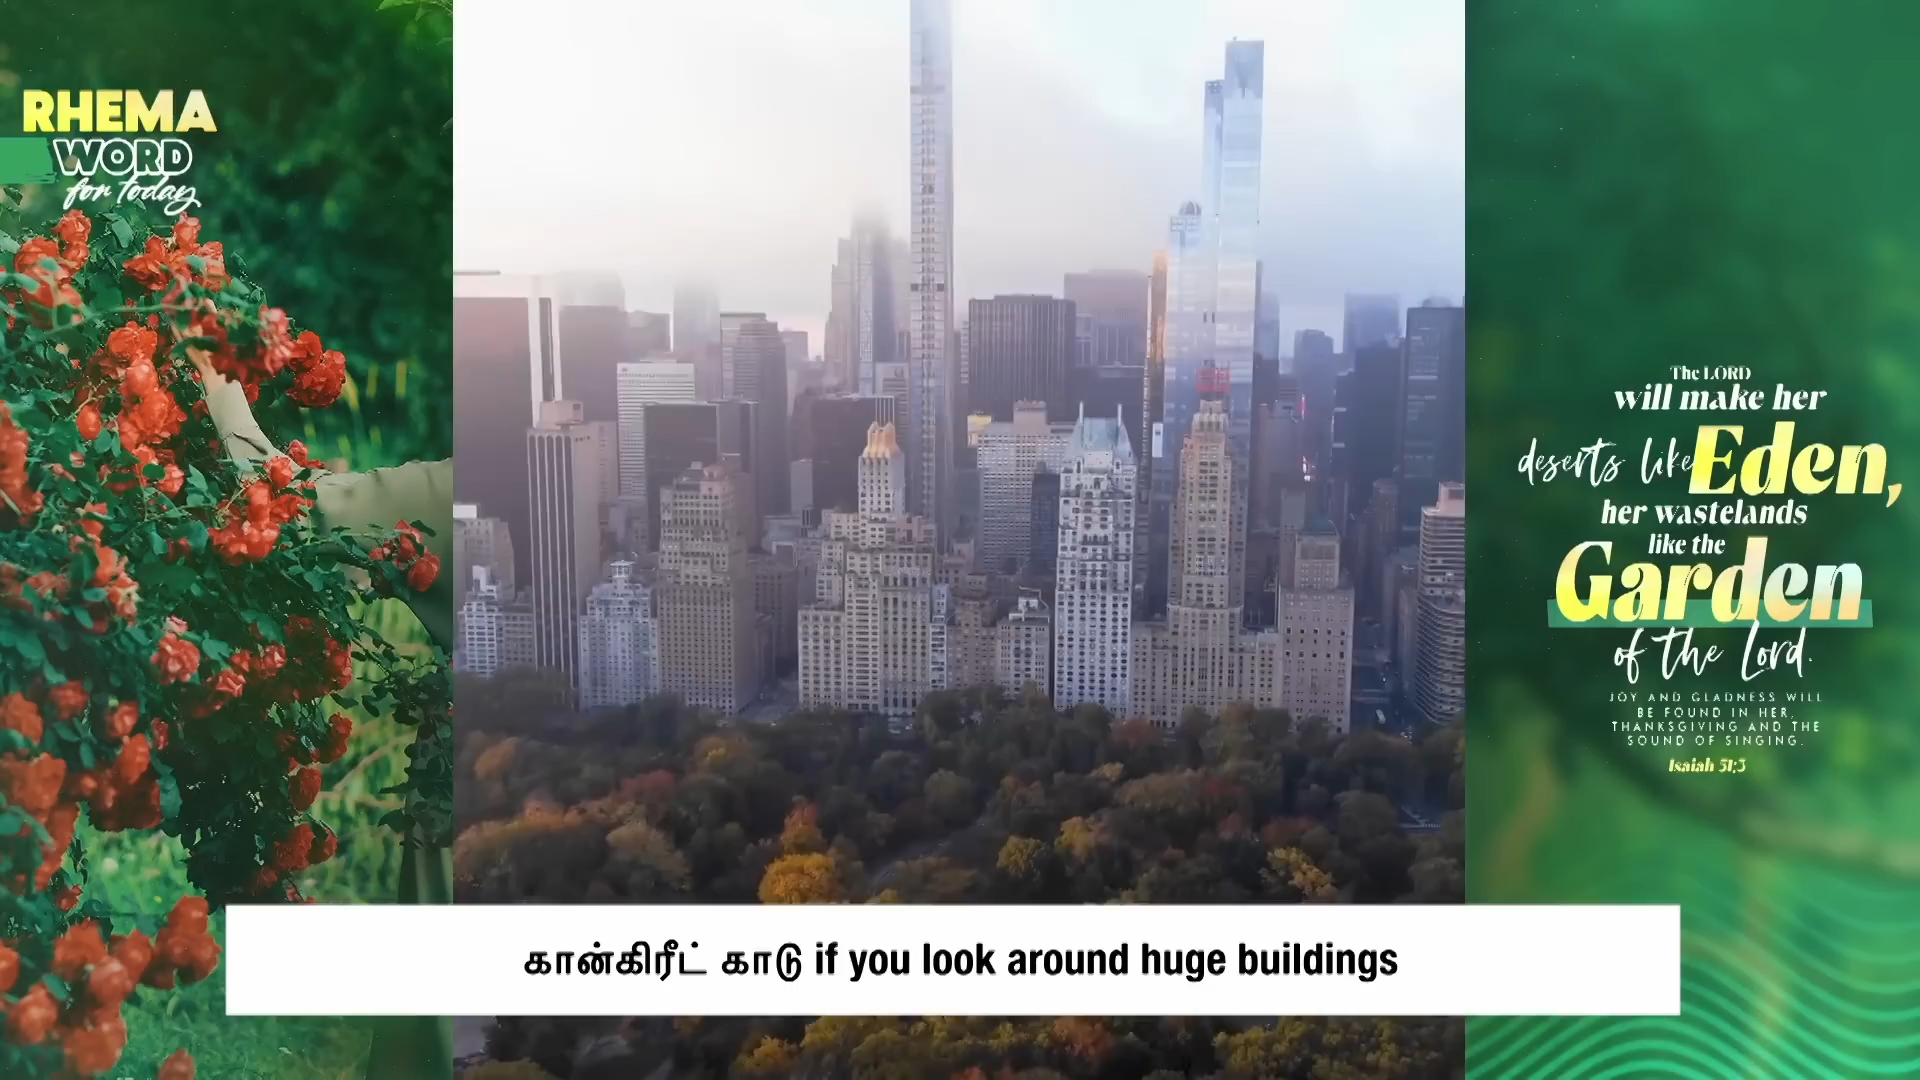 RHEMA
WORD
for today
The LORD
will make her
deserts like Eden,
her wastelands
like the
Garden
of the Lord.
JOY AND GLADNESS WILL
BE FOUND IN HER,
THANKSGIVING AND THE
SOUND OF SINGING.
Isaiah 51:3
கான்கிரீட் காடு if you look around huge buildings